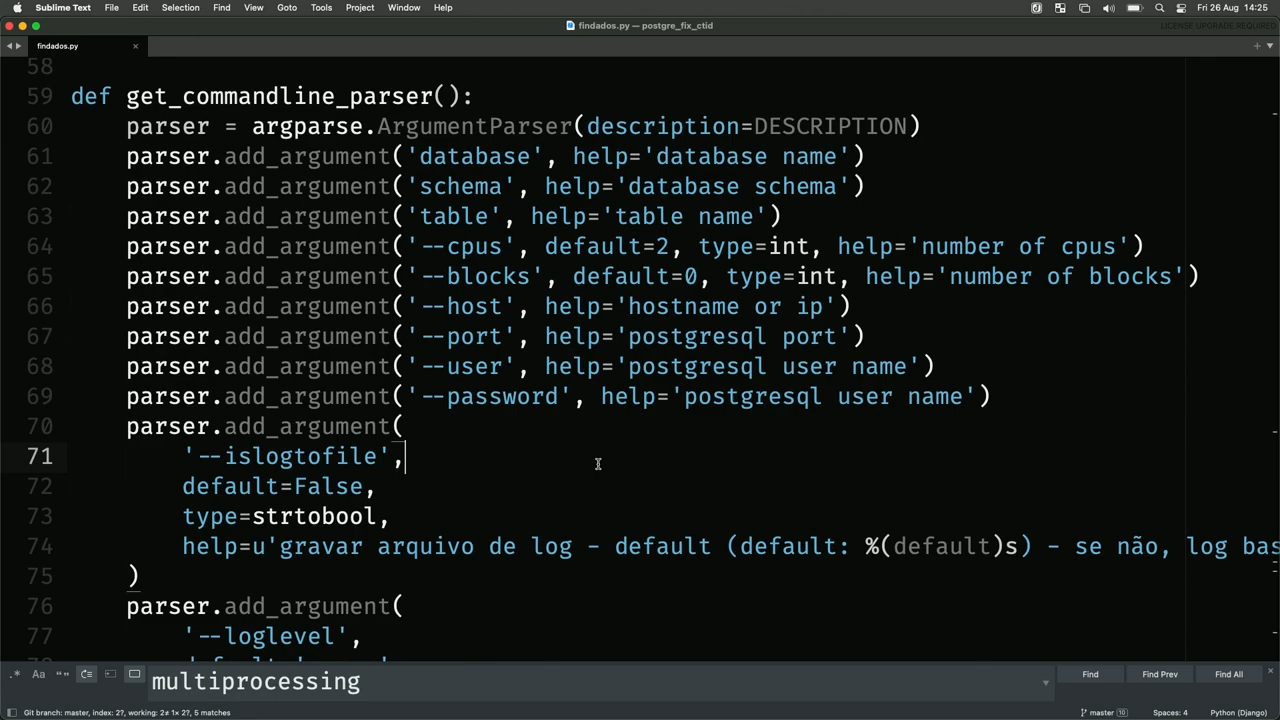 Sublime Text File Edit Selection Find View Goto Tools Project Window Help Fri 26 Aug 14:25
findados.py — postgre_fix_ctid
LICENSE UPGRADE REQUIRED
findados.py ×
58
59 def get_commandline_parser():
60 parser = argparse.ArgumentParser(description=DESCRIPTION)
61 parser.add_argument('database', help='database name')
62 parser.add_argument('schema', help='database schema')
63 parser.add_argument('table', help='table name')
64 parser.add_argument('--cpus', default=2, type=int, help='number of cpus')
65 parser.add_argument('--blocks', default=0, type=int, help='number of blocks')
66 parser.add_argument('--host', help='hostname or ip')
67 parser.add_argument('--port', help='postgresql port')
68 parser.add_argument('--user', help='postgresql user name')
69 parser.add_argument('--password', help='postgresql user name')
70 parser.add_argument(
71 '--islogtofile',
72 default=False,
73 type=strtobool,
74 help=u'gravar arquivo de log - default (default: %(default)s) - se não, log bas
75 )
76 parser.add_argument(
77 '--loglevel',
.* Aa “” multiprocessing Find Find Prev Find All ×
Git branch: master, index: 2?, working: 2≠ 1× 2?, 5 matches master 10 Spaces: 4 Python (Django)